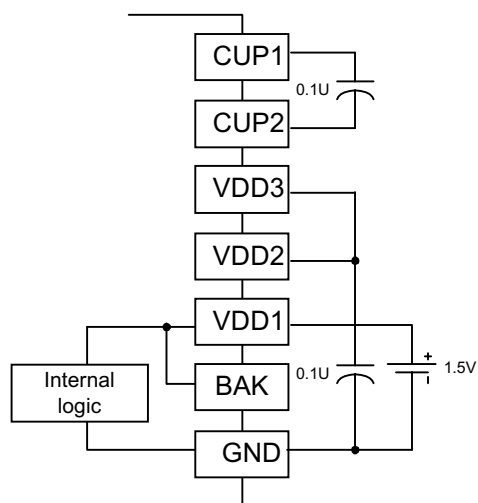 CUP1
0.1U
CUP2
VDD3
VDD2
VDD1
+
Internal
logic
BAK
0.1U
1.5V
-
GND